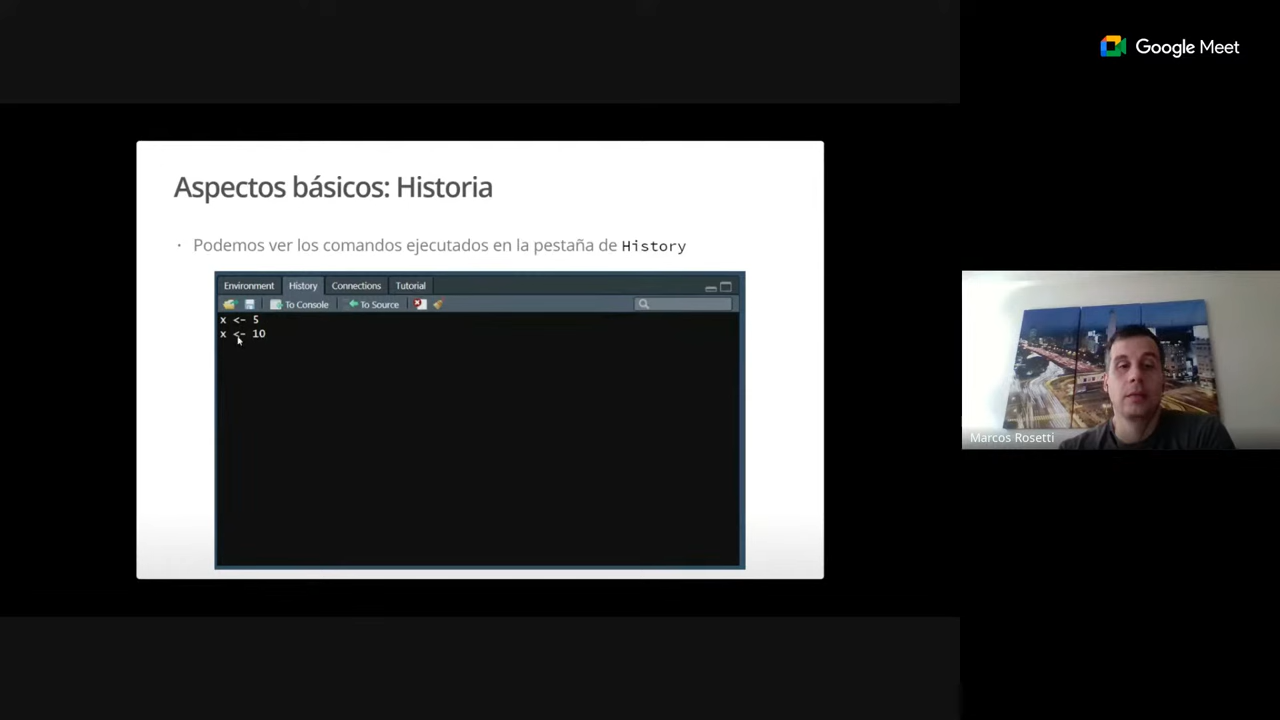 Google Meet
Aspectos básicos: Historia
· Podemos ver los comandos ejecutados en la pestaña de History
Environment History Connections Tutorial
To Console To Source
x <- 5
x <- 10
Marcos Rosetti